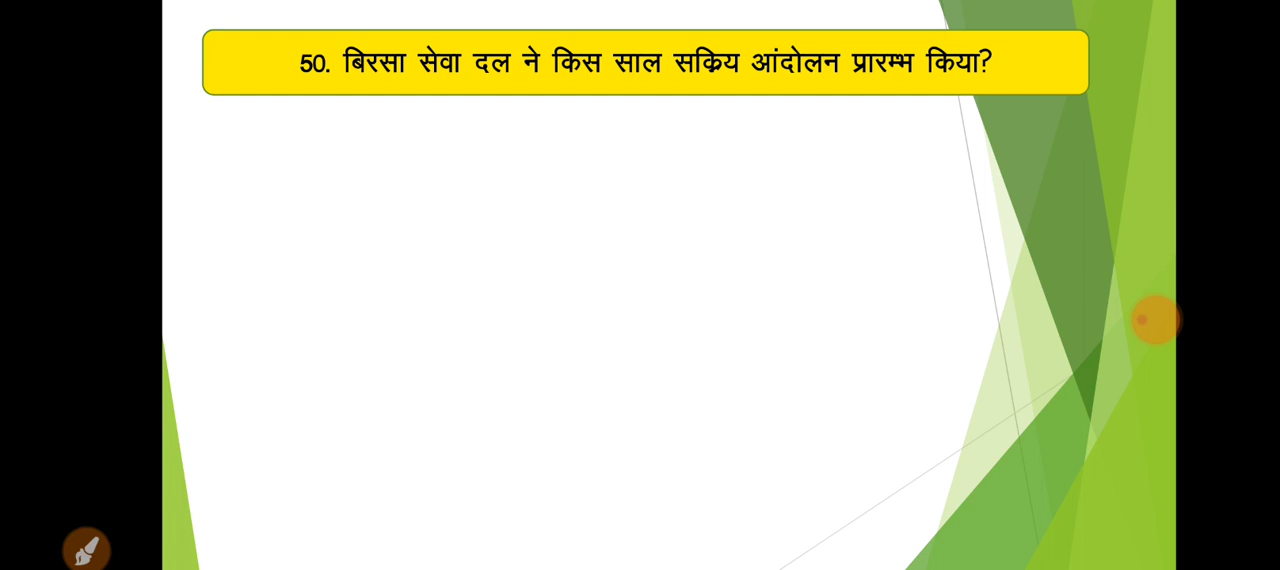 50. बिरसा सेवा दल ने किस साल सक्रिय आंदोलन प्रारम्भ किया?